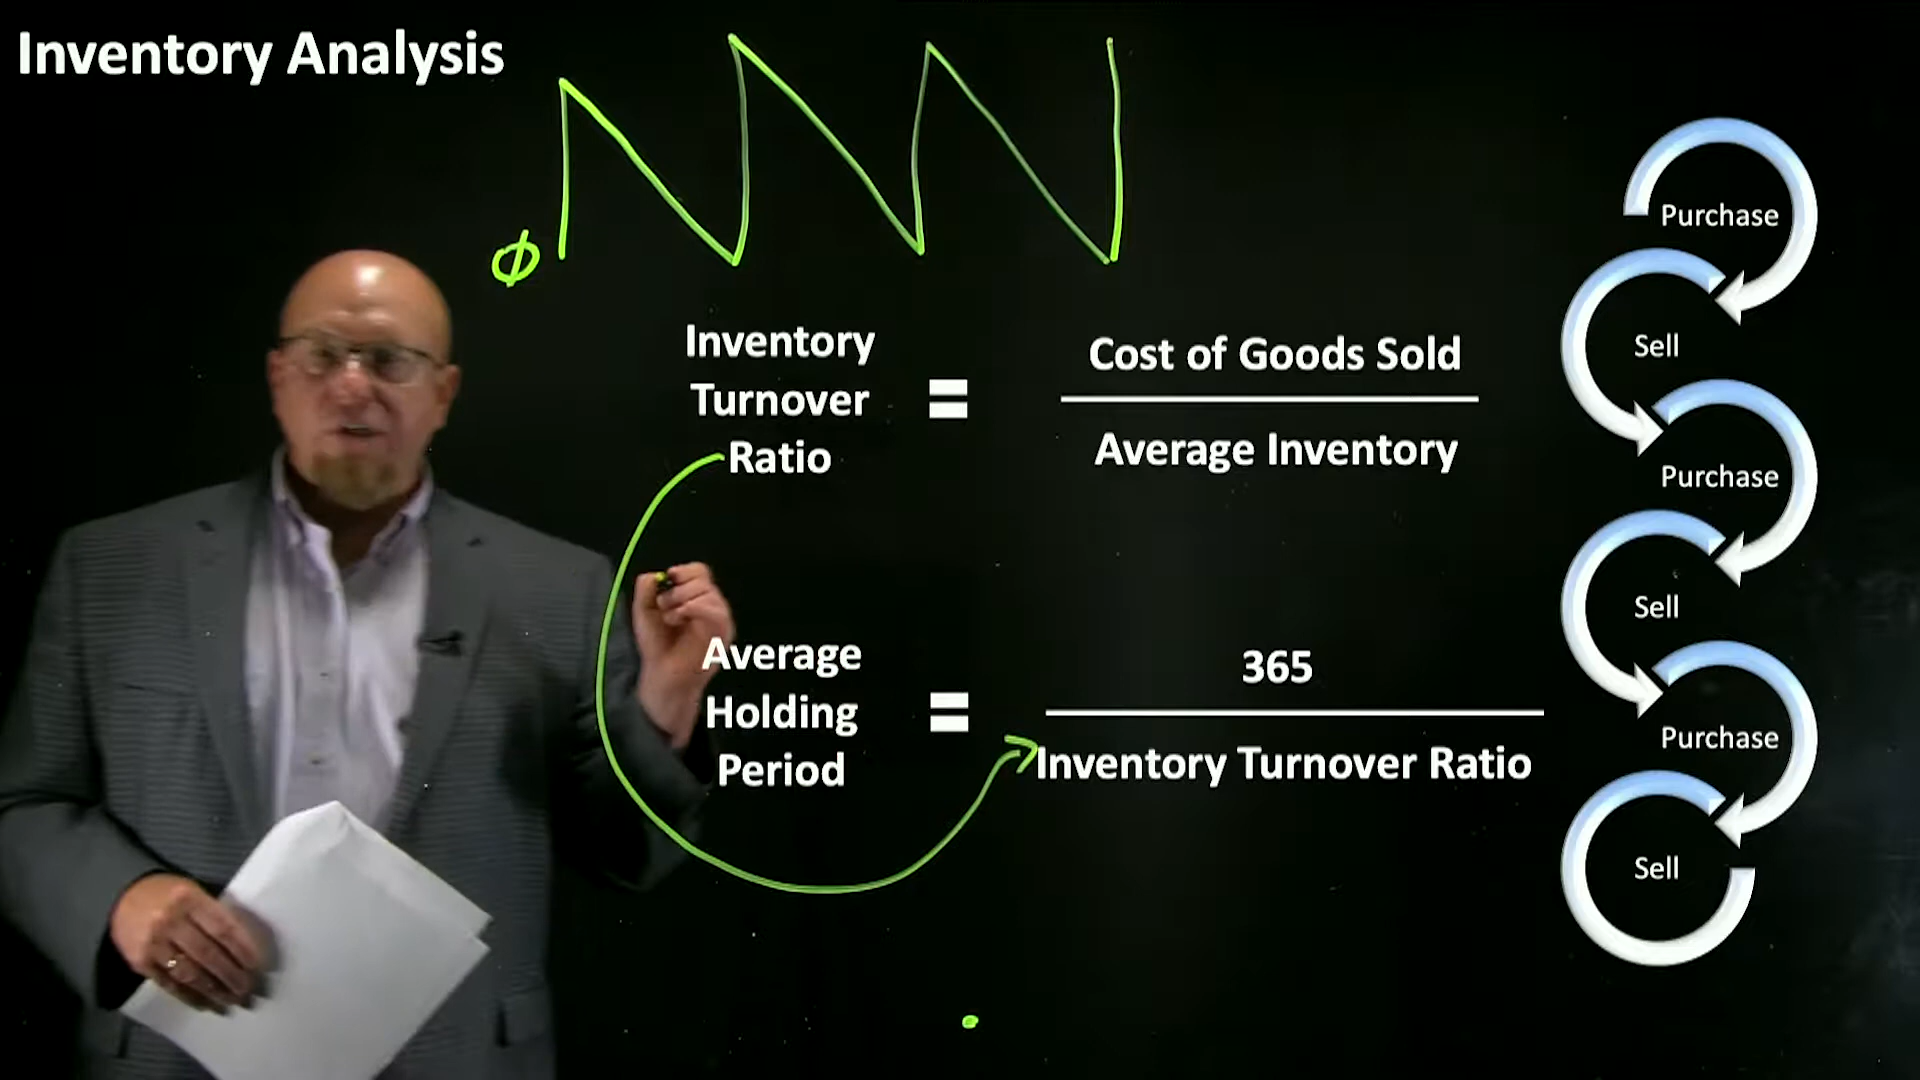 Inventory Analysis
φ
Inventory
Turnover
Ratio
=
Cost of Goods Sold
Average Inventory
Average
Holding
Period
=
365
Inventory Turnover Ratio
Purchase
Sell
Purchase
Sell
Purchase
Sell